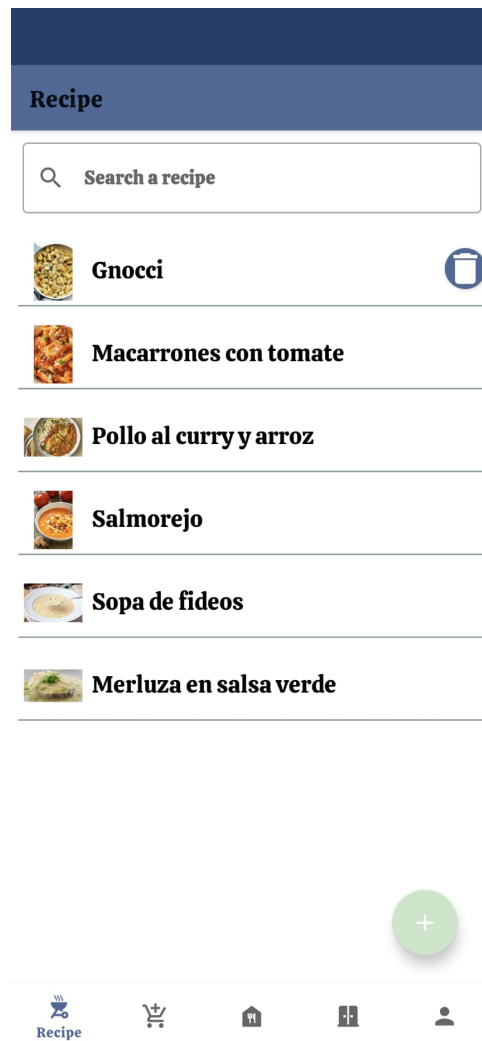 Recipe
Search a recipe
Gnocci
Macarrones con tomate
Pollo al curry y arroz
Salmorejo
Sopa de fideos
Merluza en salsa verde
Recipe